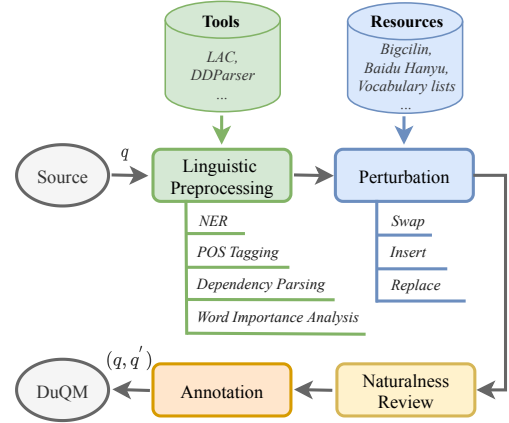 Tools
LAC,
DDParser
...
Resources
Bigcilin,
Baidu Hanyu,
Vocabulary lists
...
Source
q
Linguistic
Preprocessing
Perturbation
NER
POS Tagging
Dependency Parsing
Word Importance Analysis
Swap
Insert
Replace
DuQM
(q, q′)
Annotation
Naturalness
Review